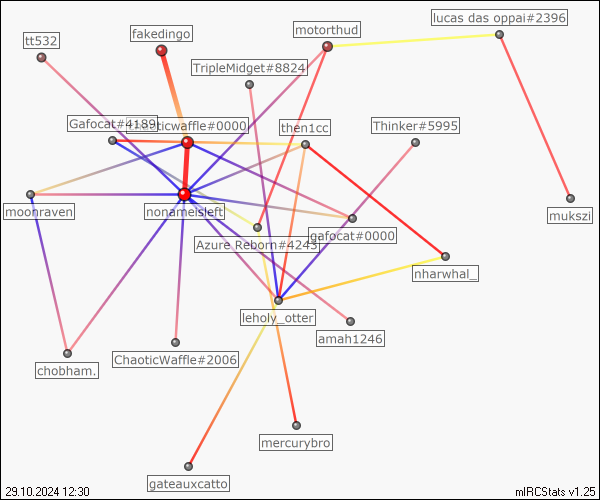 lucas das oppai#2396
fakedingo
motorthud
tt532
TripleMidget#8824
Gafocat#4189
chaoticwaffle#0000
then1cc
Thinker#5995
moonraven
nonameisleft
mukszi
gafocat#0000
Azure Reborn#4243
nharwhal_
leholy_otter
amah1246
ChaoticWaffle#2006
chobham.
mercurybro
gateauxcatto
29.10.2024 12:30
mIRCStats v1.25